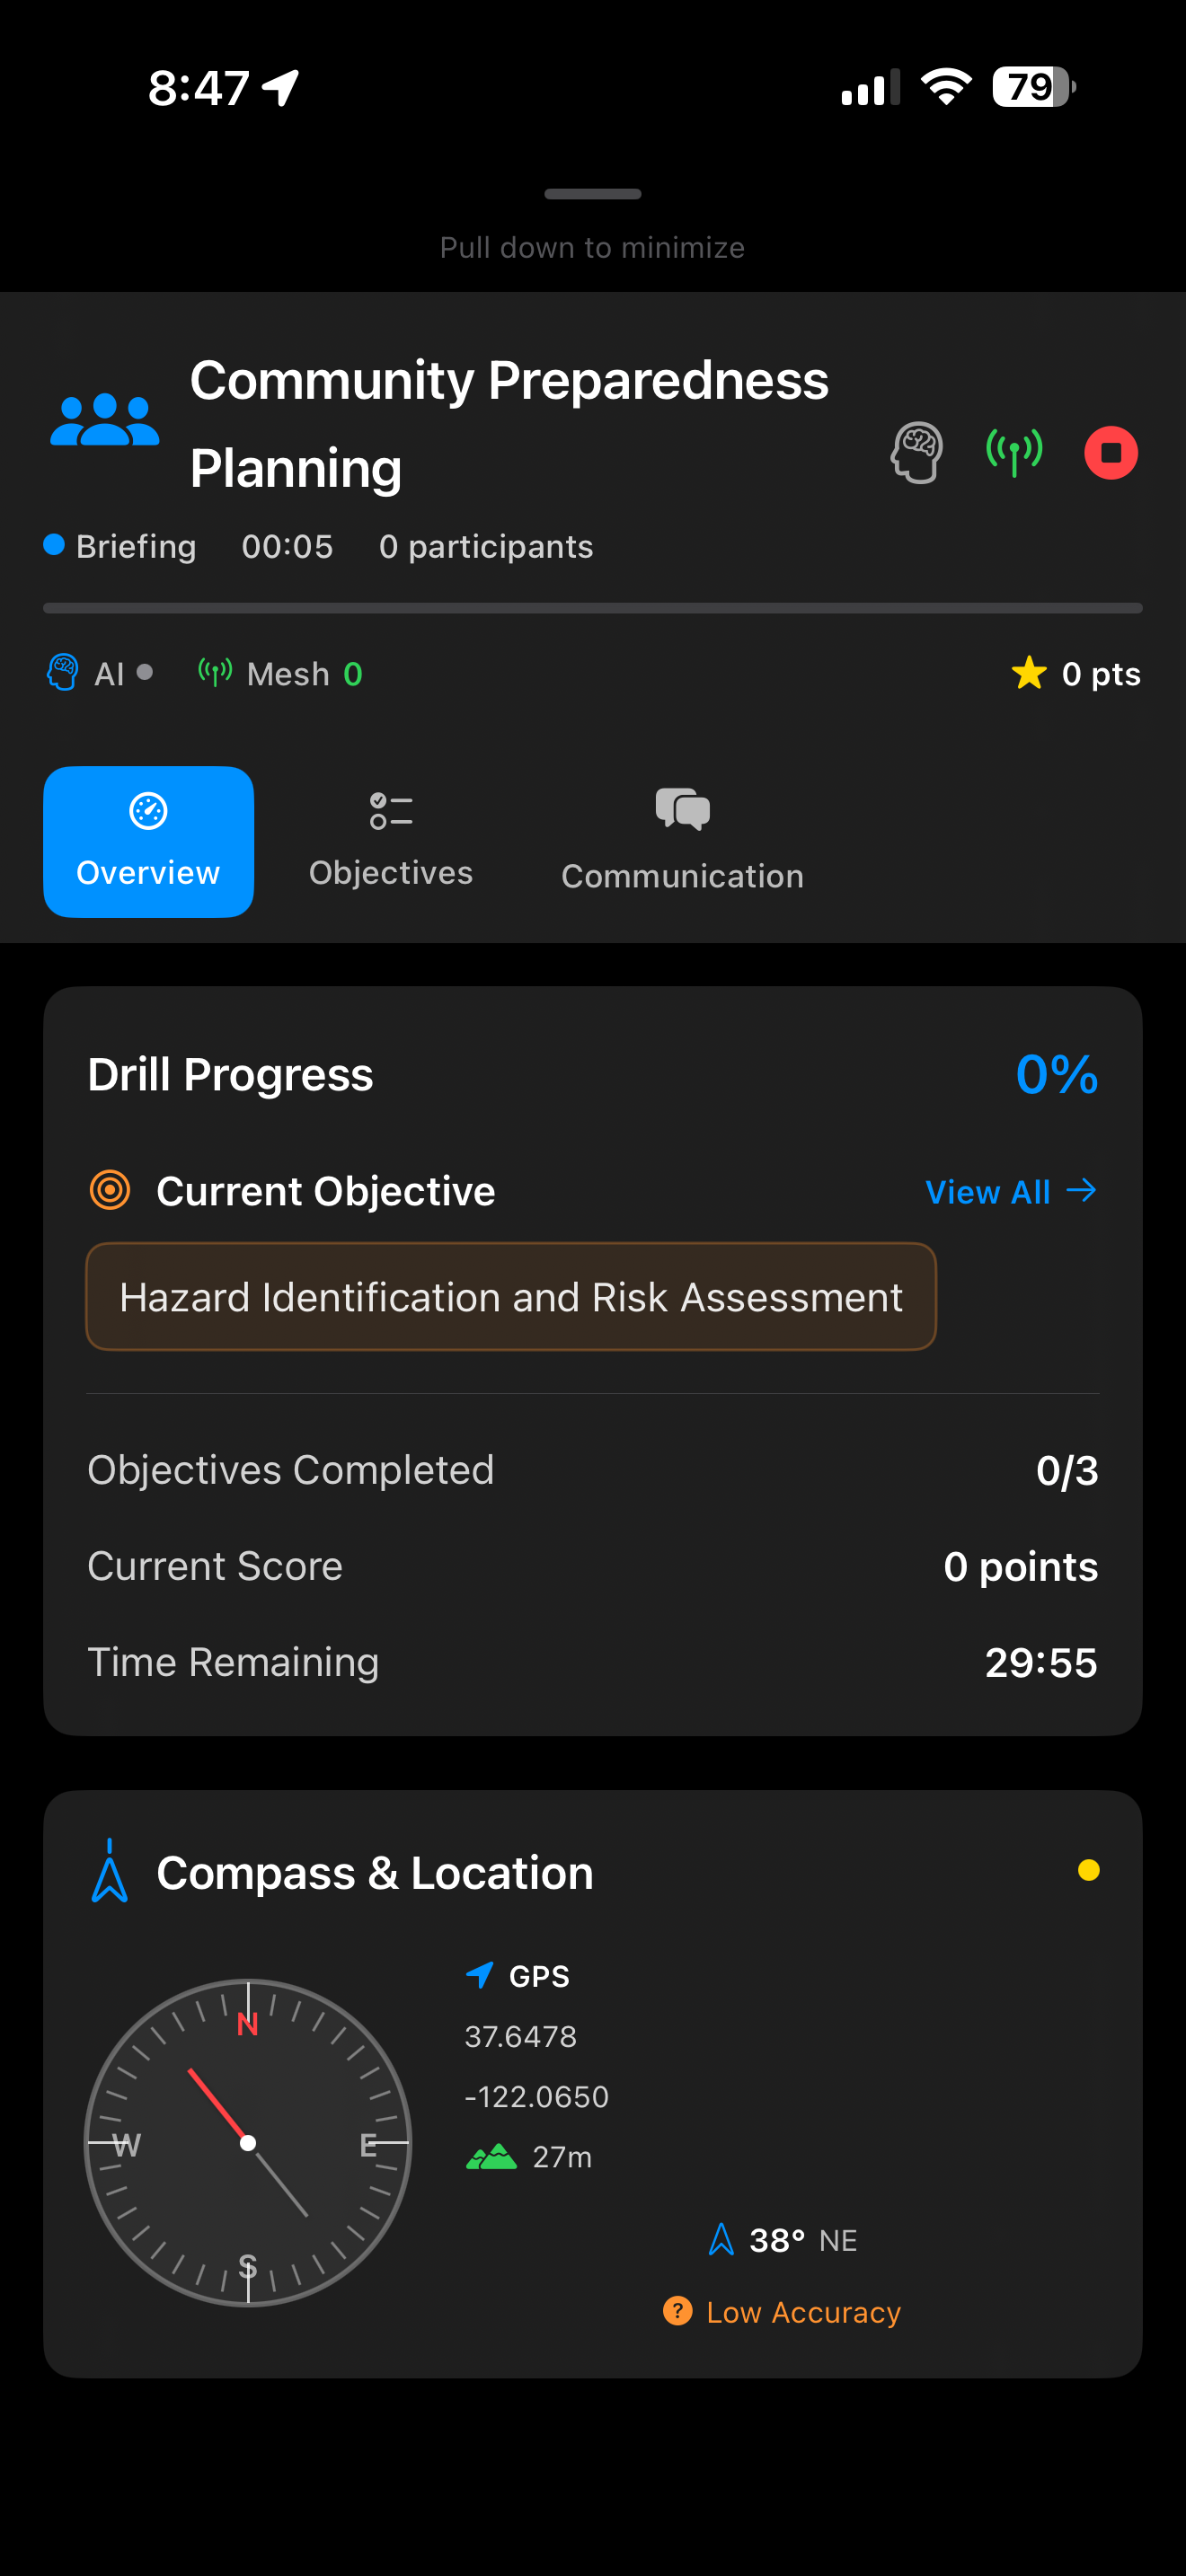 8:47
79
Pull down to minimize
Community Preparedness
Planning
Briefing 00:05 0 participants
AI Mesh 0 0 pts
Overview Objectives Communication
Drill Progress 0%
Current Objective View All →
Hazard Identification and Risk Assessment
Objectives Completed 0/3
Current Score 0 points
Time Remaining 29:55
Compass & Location
GPS
N
37.6478
-122.0650
W E
27m
38° NE
S
? Low Accuracy